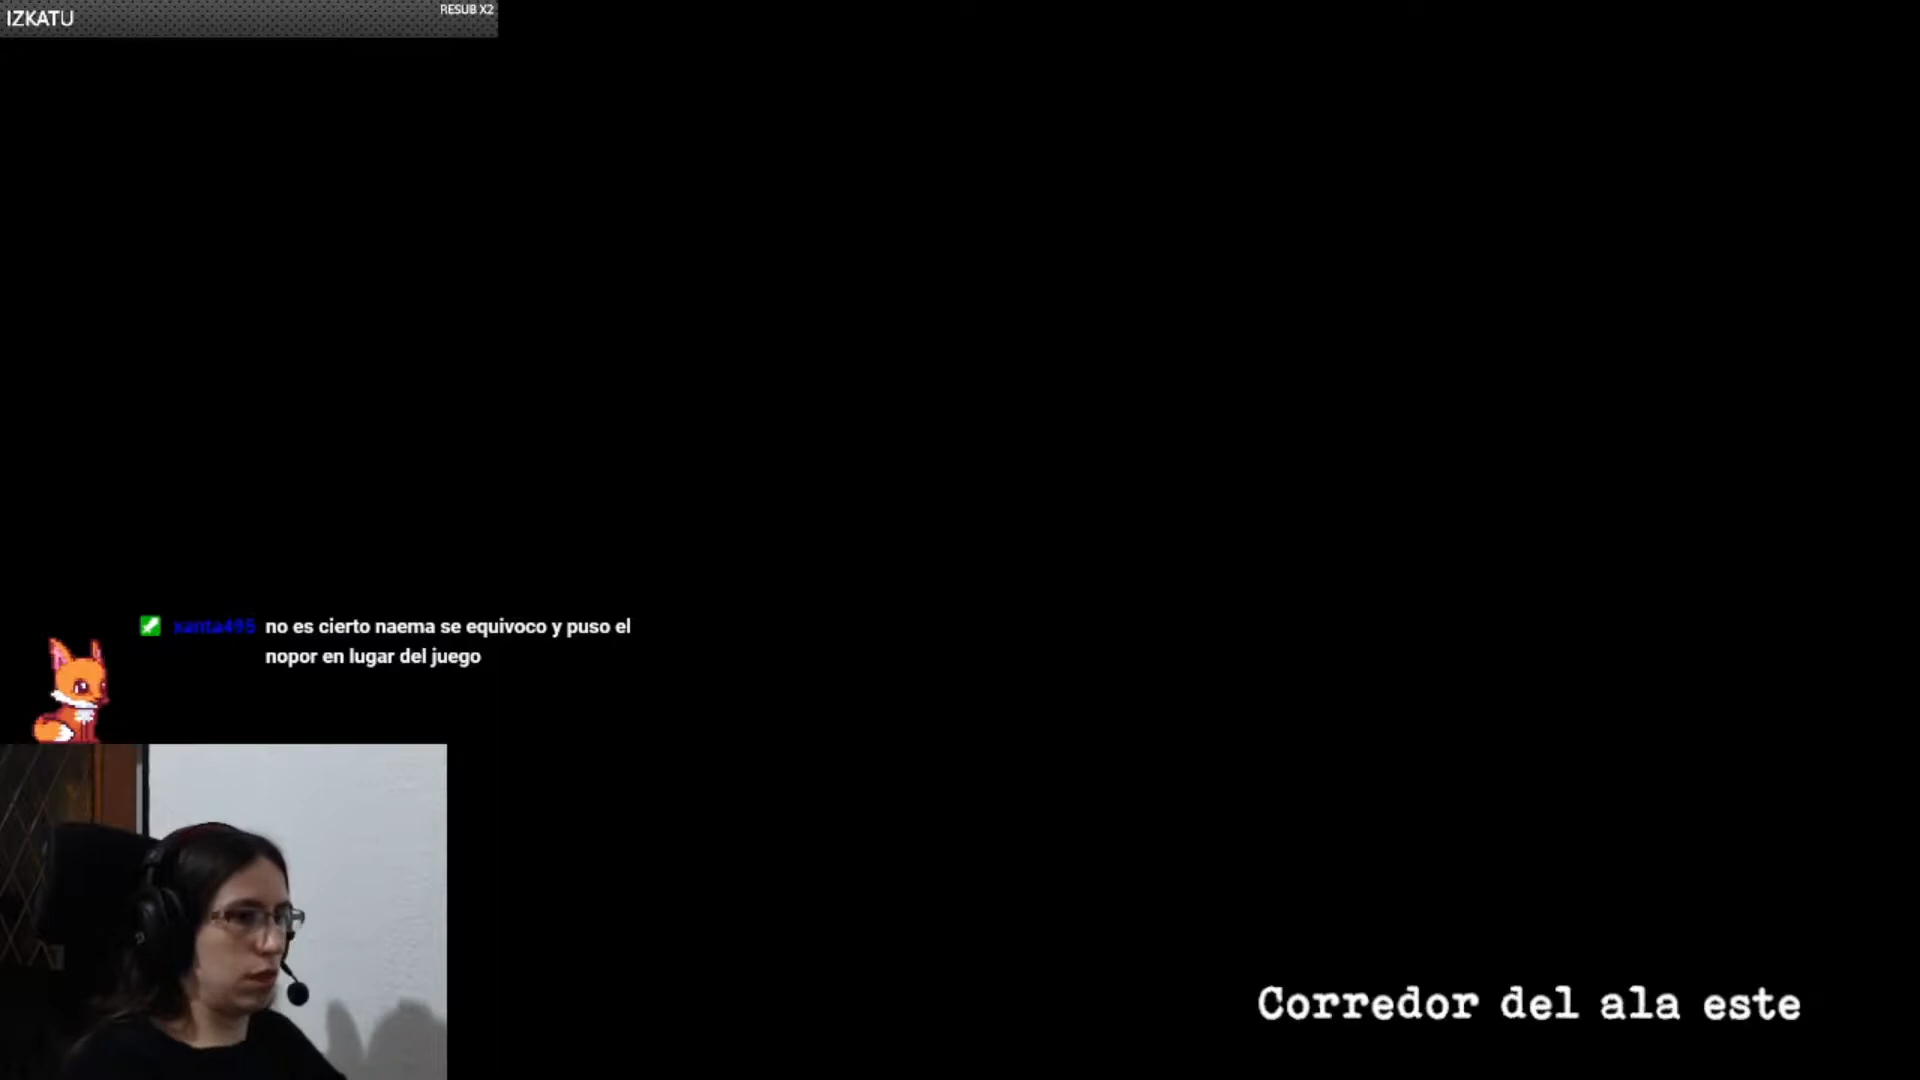 IZKATU
RESUB X2
xanta495 no es cierto naema se equivoco y puso el
nopor en lugar del juego
Corredor del ala este